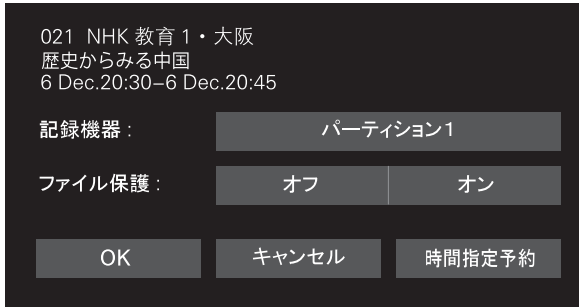 021 NHK 教育 1・大阪
歴史からみる中国
6 Dec.20:30–6 Dec.20:45
記録機器 : パーティション1
ファイル保護 : オフ オン
OK キャンセル 時間指定予約